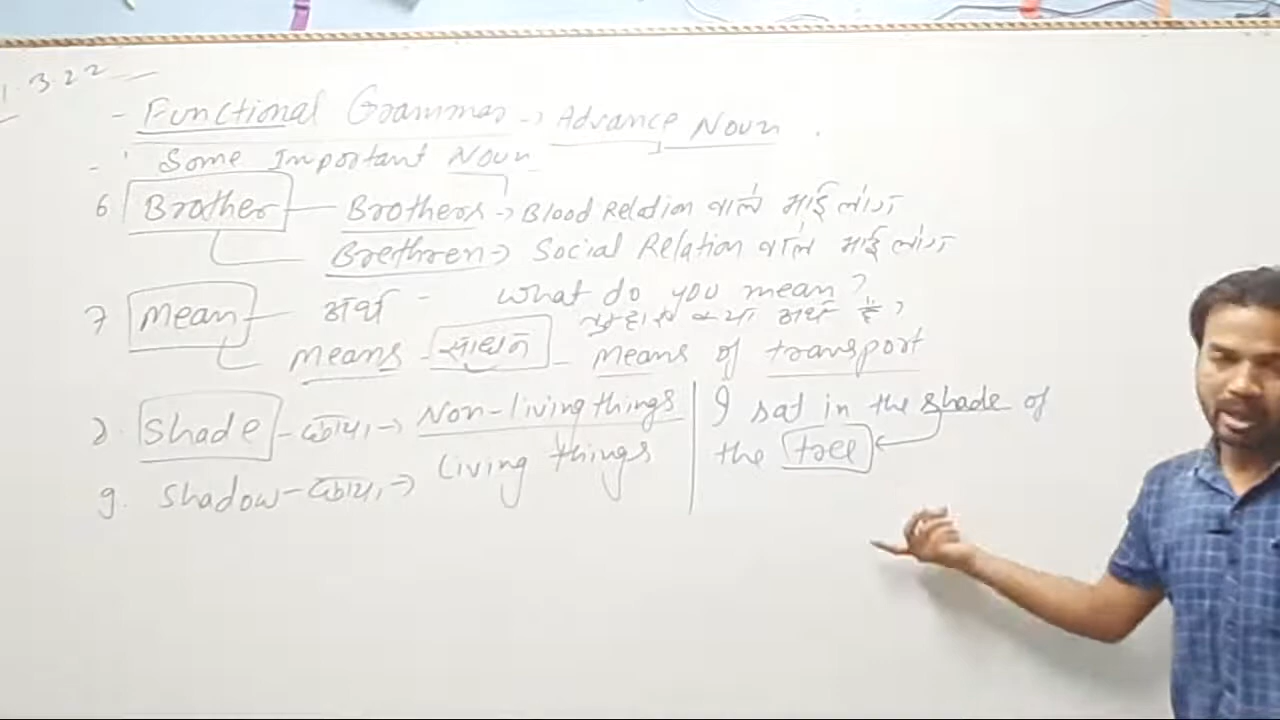 1.3.22
- Functional Grammar → Advance Noun .
- Some Important Noun
6 Brother - Brothers → Blood Relation वाले भाई लोग
Brethren → Social Relation वाले भाई लोग
7 Mean - अर्थ - What do you mean ?
तुम्हारा क्या अर्थ है ?
Means - साधन - means of transport
8. Shade - छाया → Non-living things
9. Shadow - छाया → Living things
I sat in the shade of
the tree